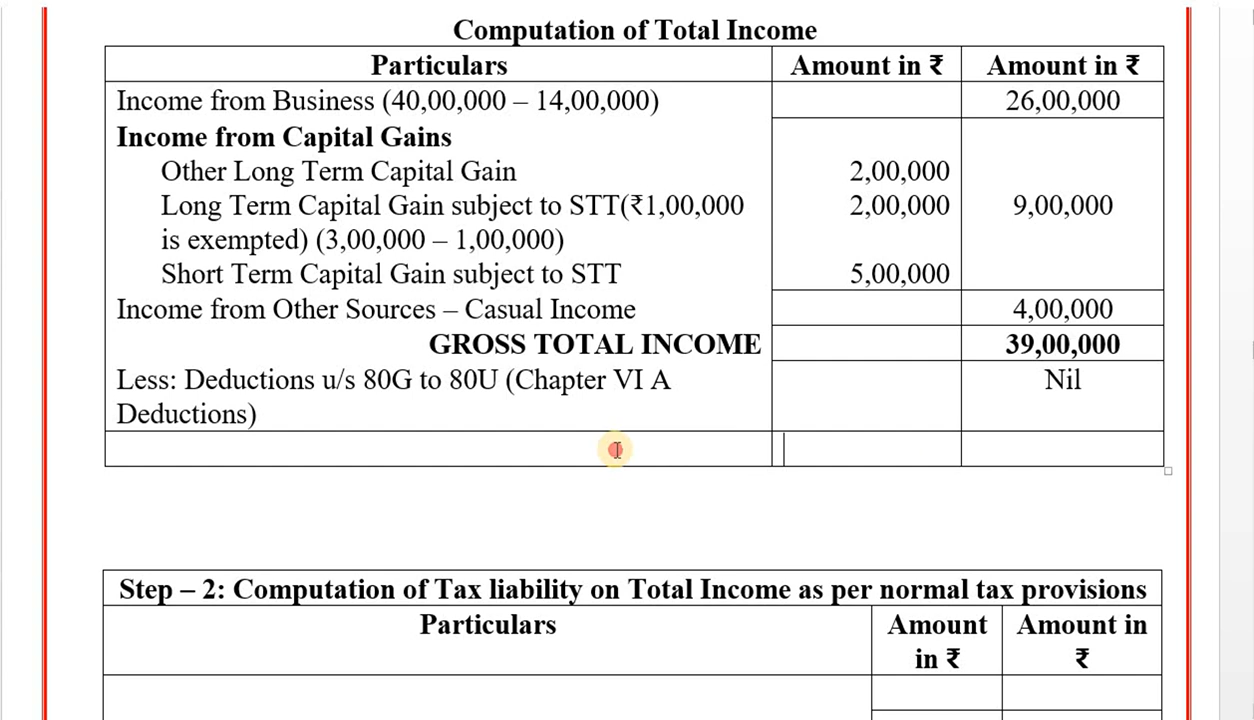 Computation of Total Income
Particulars Amount in ₹ Amount in ₹
Income from Business (40,00,000 – 14,00,000) 26,00,000
Income from Capital Gains
Other Long Term Capital Gain 2,00,000
Long Term Capital Gain subject to STT(₹1,00,000 2,00,000 9,00,000
is exempted) (3,00,000 – 1,00,000)
Short Term Capital Gain subject to STT 5,00,000
Income from Other Sources – Casual Income 4,00,000
GROSS TOTAL INCOME 39,00,000
Less: Deductions u/s 80G to 80U (Chapter VI A Nil
Deductions)
Step – 2: Computation of Tax liability on Total Income as per normal tax provisions
Particulars Amount Amount in
in ₹ ₹